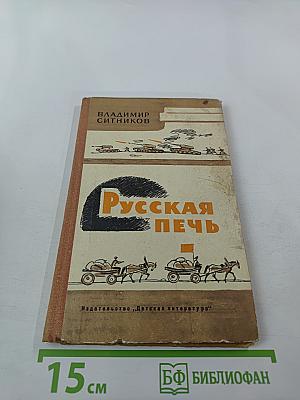 ВЛАДИМИР
СИТНИКОВ
РУССКАЯ
ПЕЧЬ
Издательство „Детская литература"
15 см
БФ БИБЛИОФАН